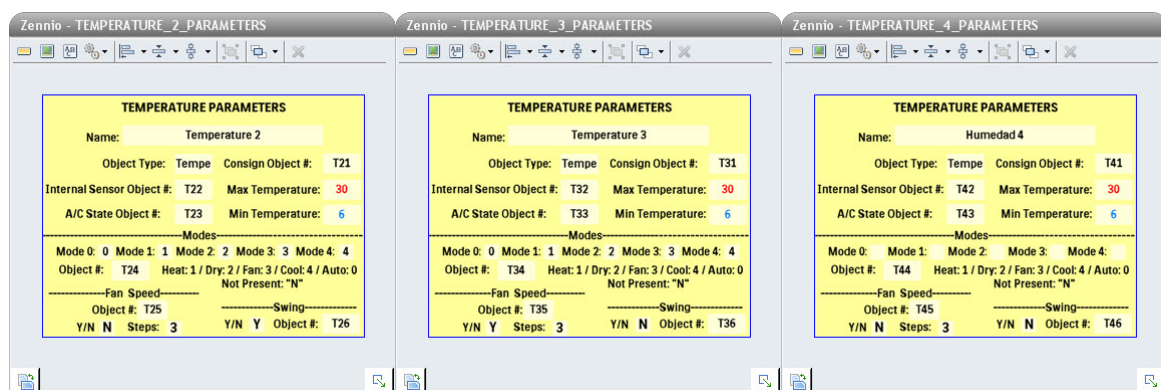 Zennio - TEMPERATURE_2_PARAMETERS
TEMPERATURE PARAMETERS
Name: Temperature 2
Object Type: Tempe Consign Object #: T21
Internal Sensor Object #: T22 Max Temperature: 30
A/C State Object #: T23 Min Temperature: 6
Modes
Mode 0: 0 Mode 1: 1 Mode 2: 2 Mode 3: 3 Mode 4: 4
Object #: T24 Heat: 1 / Dry: 2 / Fan: 3 / Cool: 4 / Auto: 0
Not Present: "N"
Fan Speed
Object #: T25
Swing
Y/N N Steps: 3 Y/N Y Object #: T26
Zennio - TEMPERATURE_3_PARAMETERS
TEMPERATURE PARAMETERS
Name: Temperature 3
Object Type: Tempe Consign Object #: T31
Internal Sensor Object #: T32 Max Temperature: 30
A/C State Object #: T33 Min Temperature: 6
Modes
Mode 0: 0 Mode 1: 1 Mode 2: 2 Mode 3: 3 Mode 4: 4
Object #: T34 Heat: 1 / Dry: 2 / Fan: 3 / Cool: 4 / Auto: 0
Not Present: "N"
Fan Speed
Object #: T35
Swing
Y/N Y Steps: 3 Y/N N Object #: T36
Zennio - TEMPERATURE_4_PARAMETERS
TEMPERATURE PARAMETERS
Name: Humedad 4
Object Type: Tempe Consign Object #: T41
Internal Sensor Object #: T42 Max Temperature: 30
A/C State Object #: T43 Min Temperature: 6
Modes
Mode 0: Mode 1: Mode 2: Mode 3: Mode 4:
Object #: T44 Heat: 1 / Dry: 2 / Fan: 3 / Cool: 4 / Auto: 0
Not Present: "N"
Fan Speed
Object #: T45
Swing
Y/N N Steps: 3 Y/N N Object #: T46